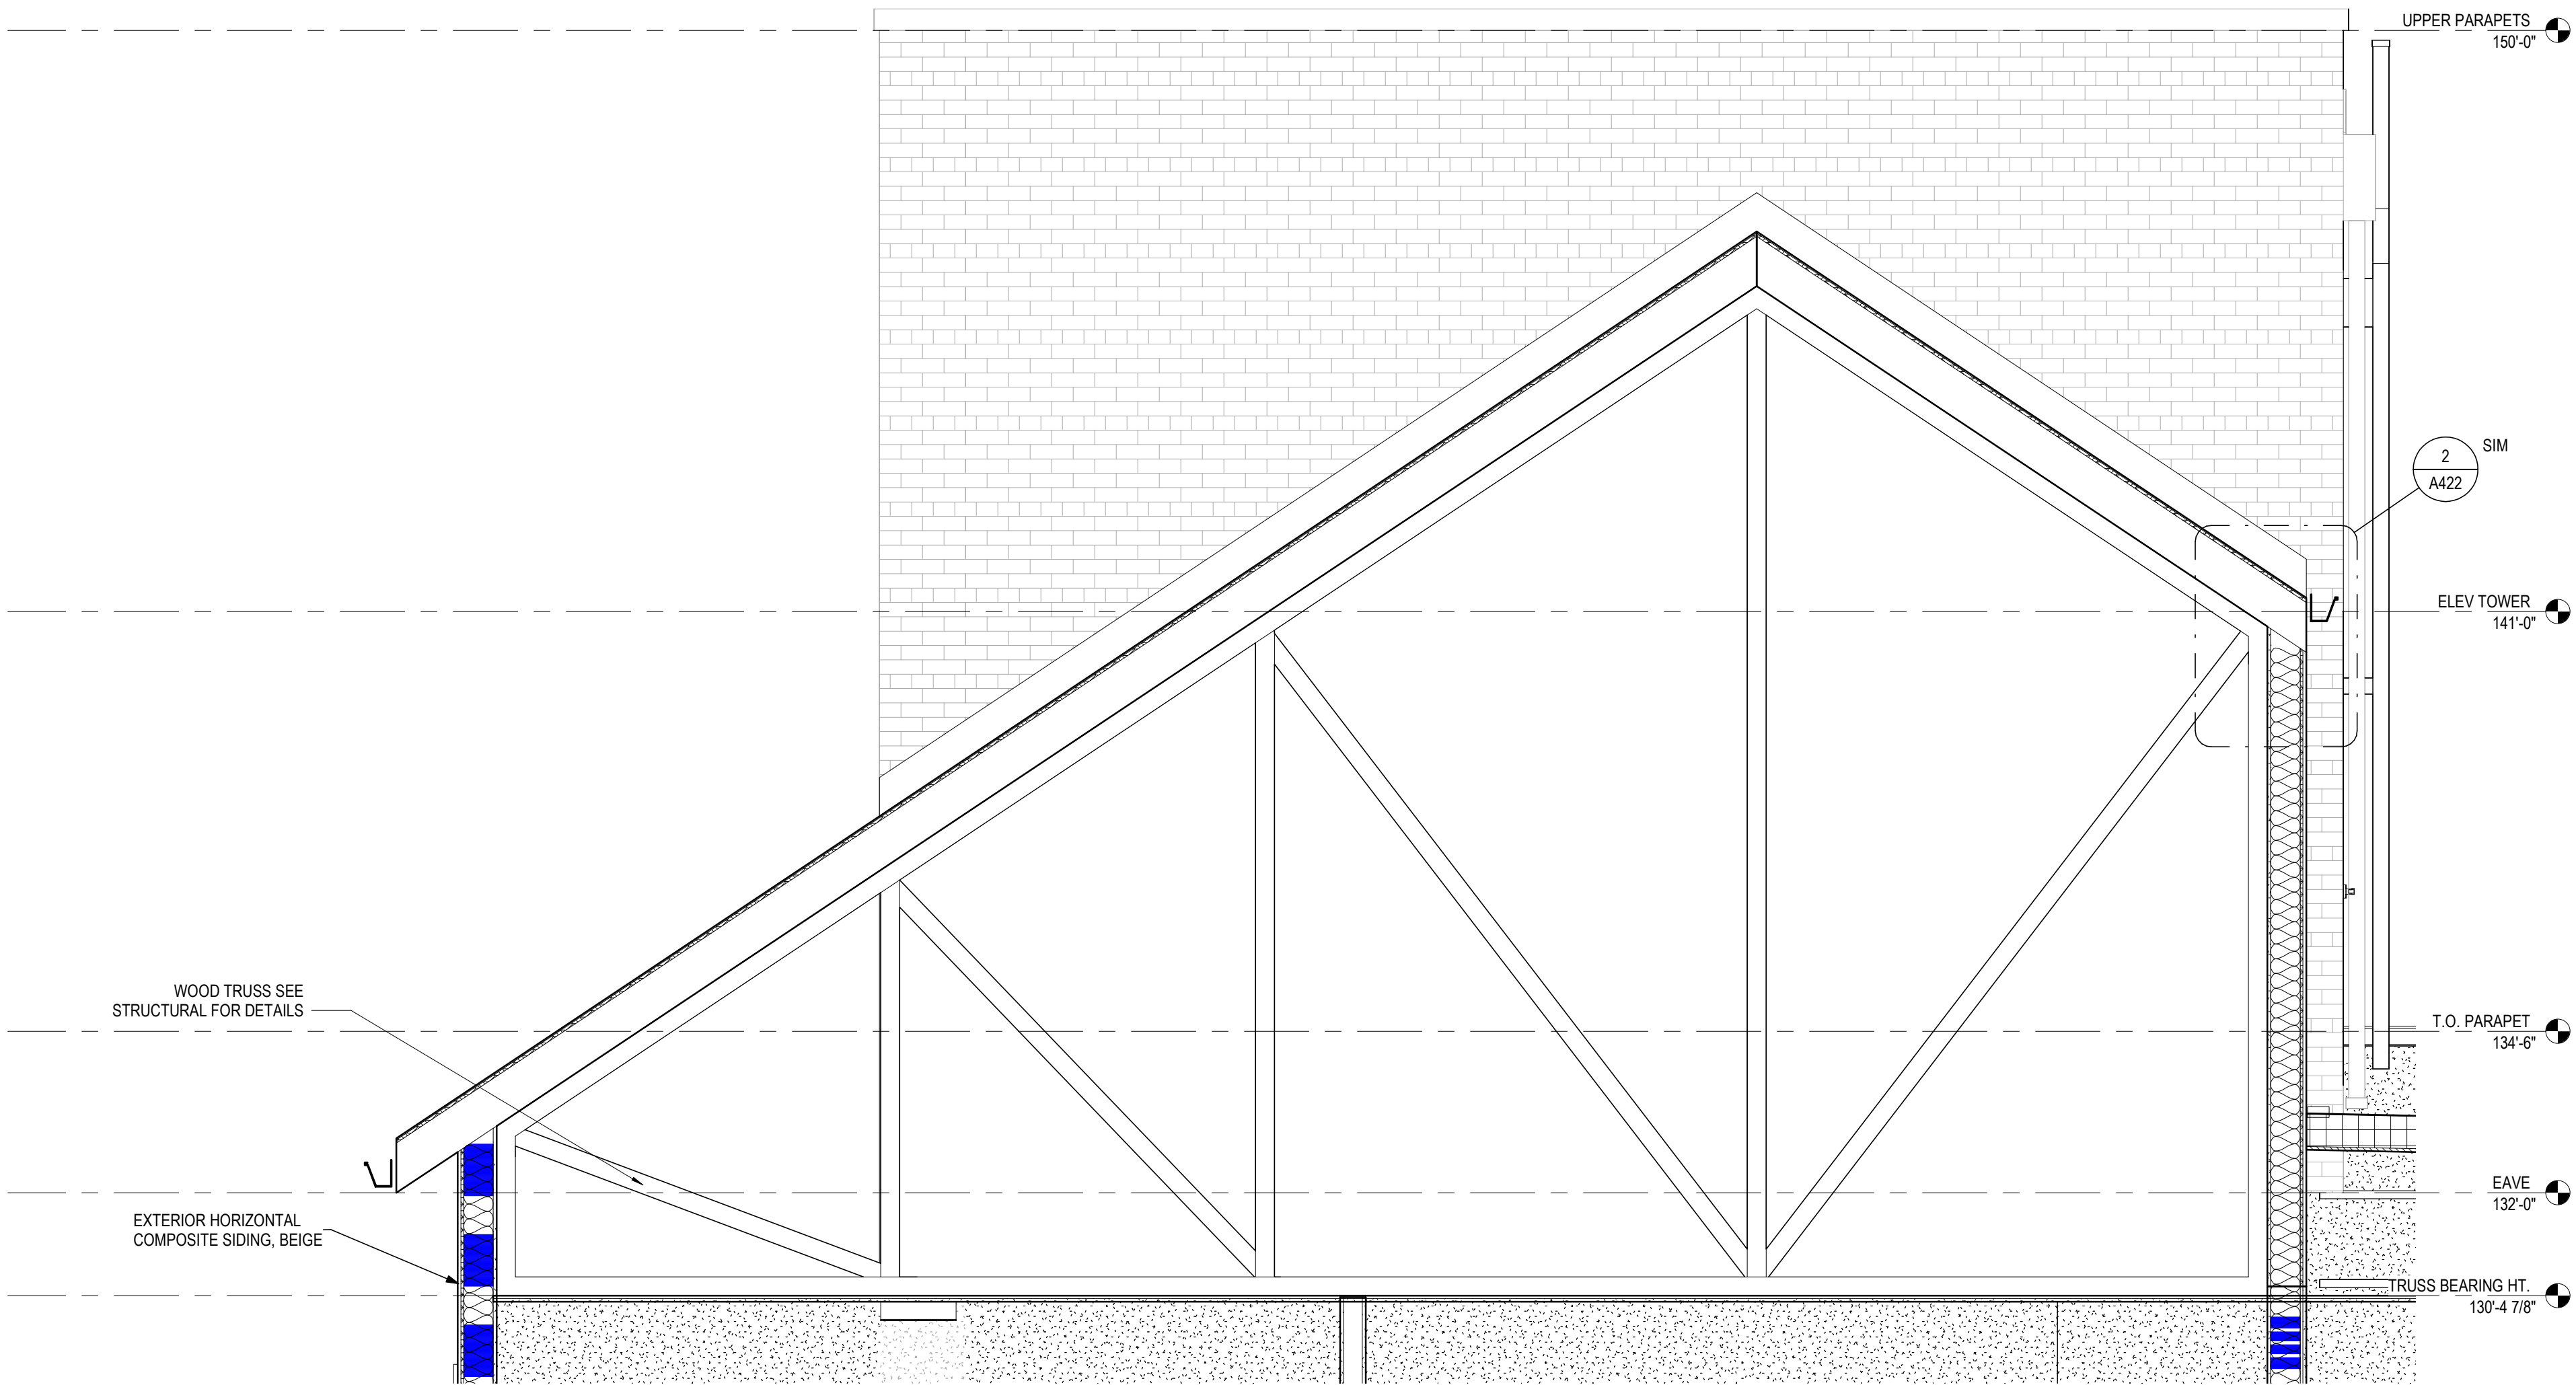 UPPER PARAPETS
150'-0"
2
A422
SIM
ELEV TOWER
141'-0"
WOOD TRUSS SEE
STRUCTURAL FOR DETAILS
T.O. PARAPET
134'-6"
EAVE
132'-0"
EXTERIOR HORIZONTAL
COMPOSITE SIDING, BEIGE
TRUSS BEARING HT.
130'-4 7/8"